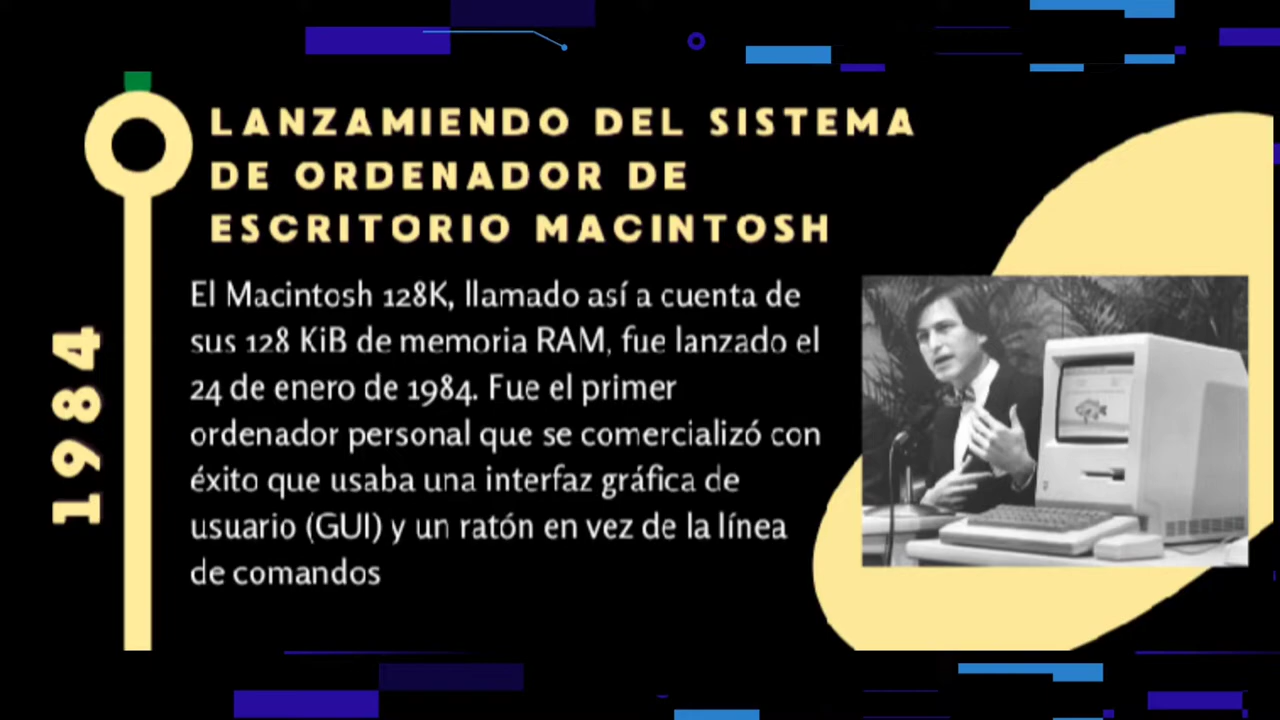 LANZAMIENDO DEL SISTEMA
DE ORDENADOR DE
ESCRITORIO MACINTOSH
El Macintosh 128K, llamado así a cuenta de
sus 128 KiB de memoria RAM, fue lanzado el
24 de enero de 1984. Fue el primer
ordenador personal que se comercializó con
éxito que usaba una interfaz gráfica de
usuario (GUI) y un ratón en vez de la línea
de comandos
1984